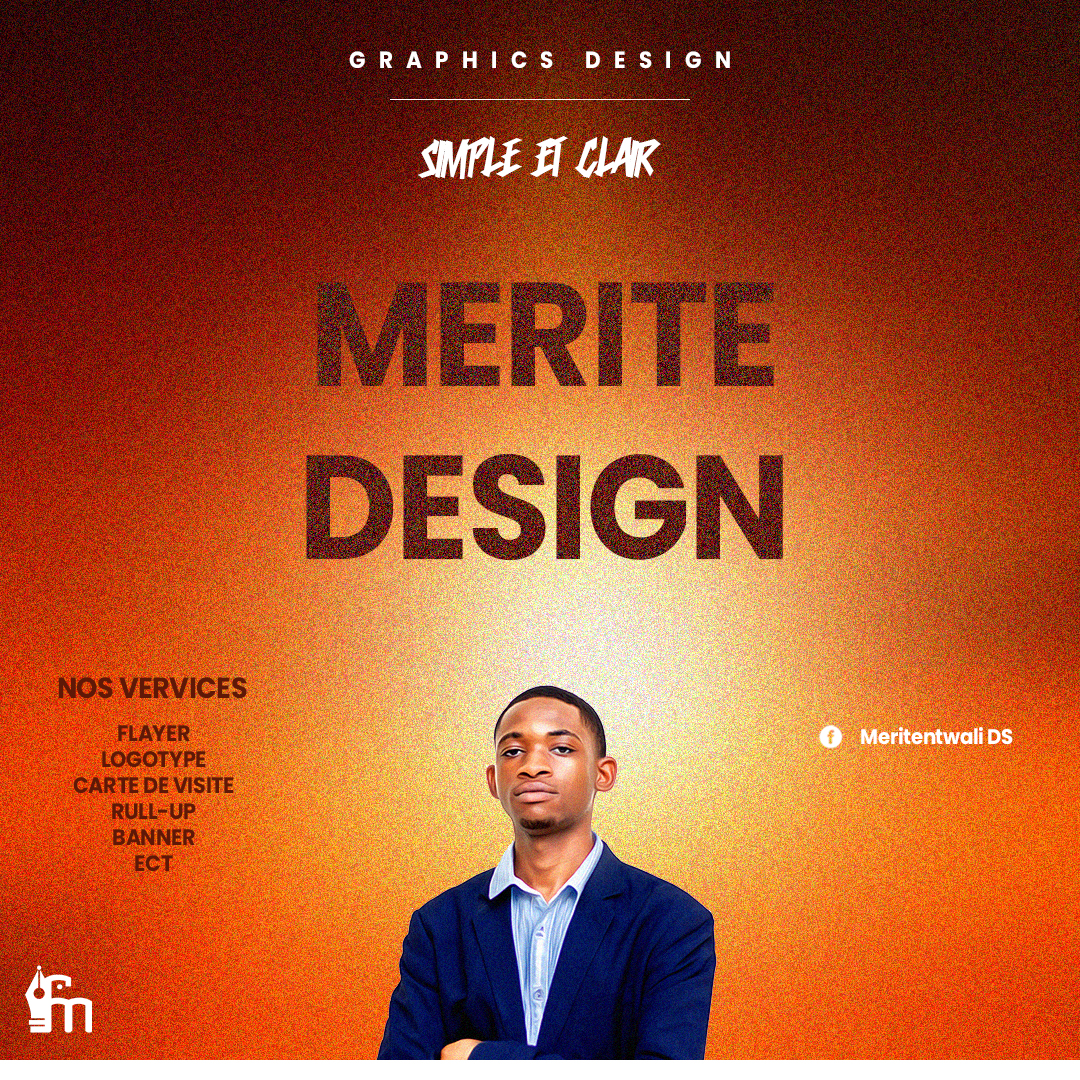 GRAPHICS DESIGN
SIMPLE ET CLAIR
MERITE
DESIGN
NOS VERVICES
FLAYER
LOGOTYPE
CARTE DE VISITE
RULL-UP
BANNER
ECT
Meritentwali DS
fm